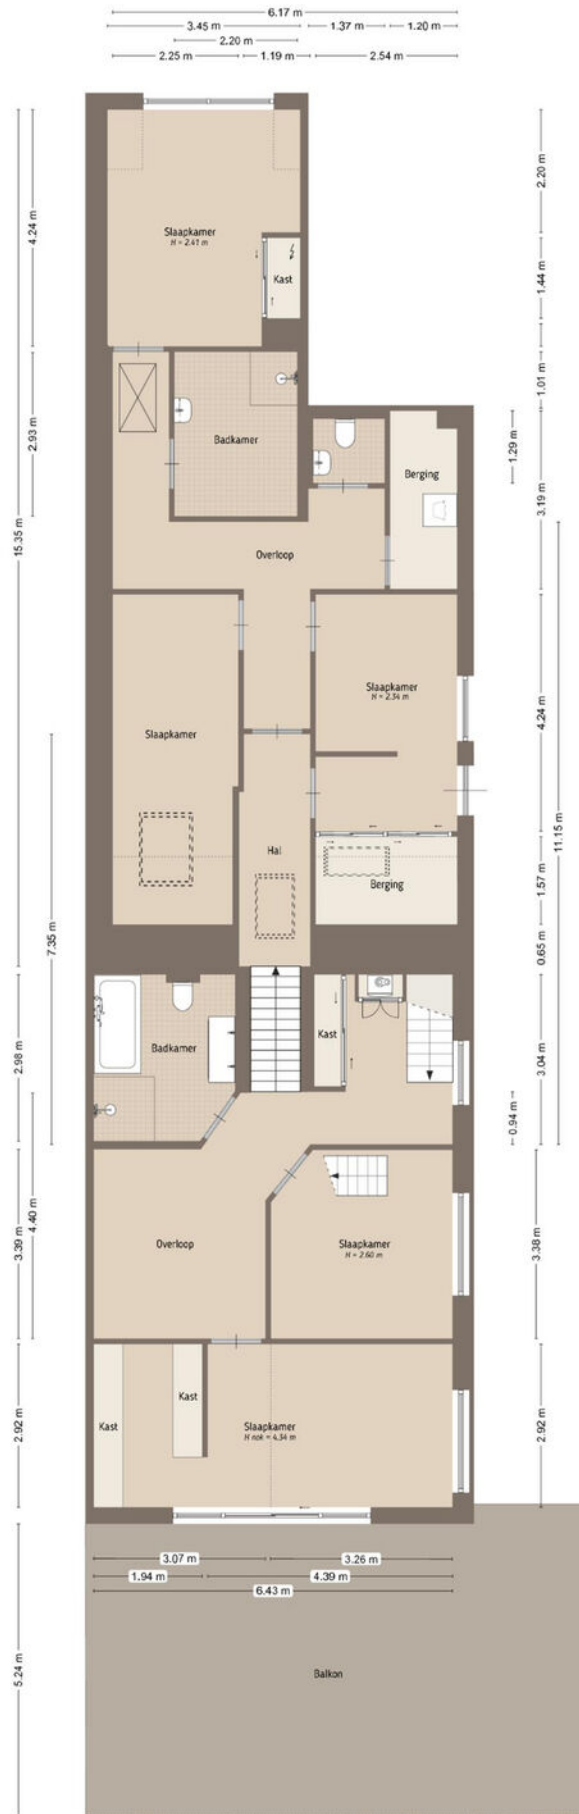 6.17 m
3.45 m
1.37 m
1.20 m
2.20 m
2.25 m
1.19 m
2.54 m
4.24 m
2.20 m
Slaapkamer
H = 2.41 m
Kast
1.44 m
1.01 m
2.93 m
Badkamer
1.29 m
Berging
3.19 m
15.35 m
Overloop
Slaapkamer
H = 2.34 m
4.24 m
Slaapkamer
11.15 m
Hal
Berging
1.57 m
7.35 m
0.65 m
2.98 m
Kast
Badkamer
3.04 m
0.94 m
3.39 m
4.40 m
Overloop
Slaapkamer
H = 2.60 m
3.38 m
2.92 m
Kast
Kast
Slaapkamer
H nok = 4.34 m
2.92 m
3.07 m
3.26 m
1.94 m
4.39 m
6.43 m
5.24 m
Balkon